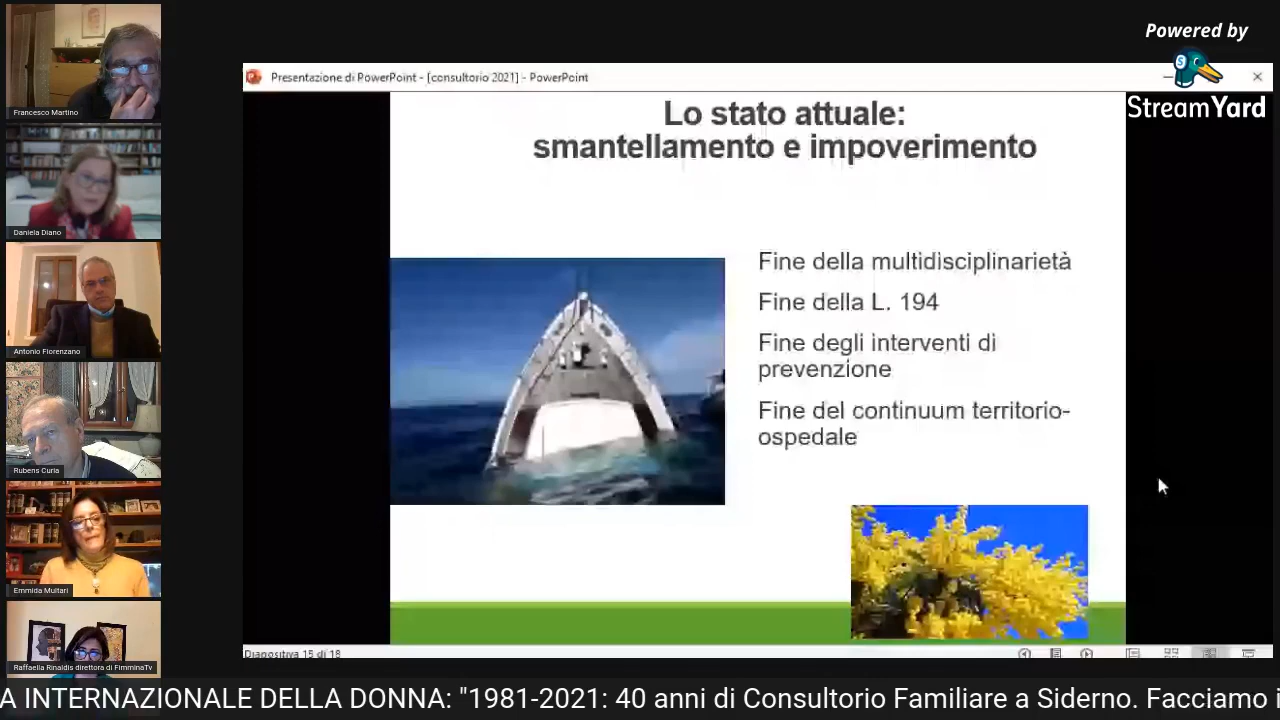 Powered by
StreamYard
Francesco Martino
Daniela Diano
Antonio Fiorenzano
Rubens Curia
Emmida Multari
Raffaella Rinaldis direttora di FimminaTv
Presentazione di PowerPoint - [consultorio 2021] - PowerPoint
Lo stato attuale:
smantellamento e impoverimento
Fine della multidisciplinarietà
Fine della L. 194
Fine degli interventi di
prevenzione
Fine del continuum territorio-
ospedale
Diapositiva 15 di 18
A INTERNAZIONALE DELLA DONNA: "1981-2021: 40 anni di Consultorio Familiare a Siderno. Facciamo i